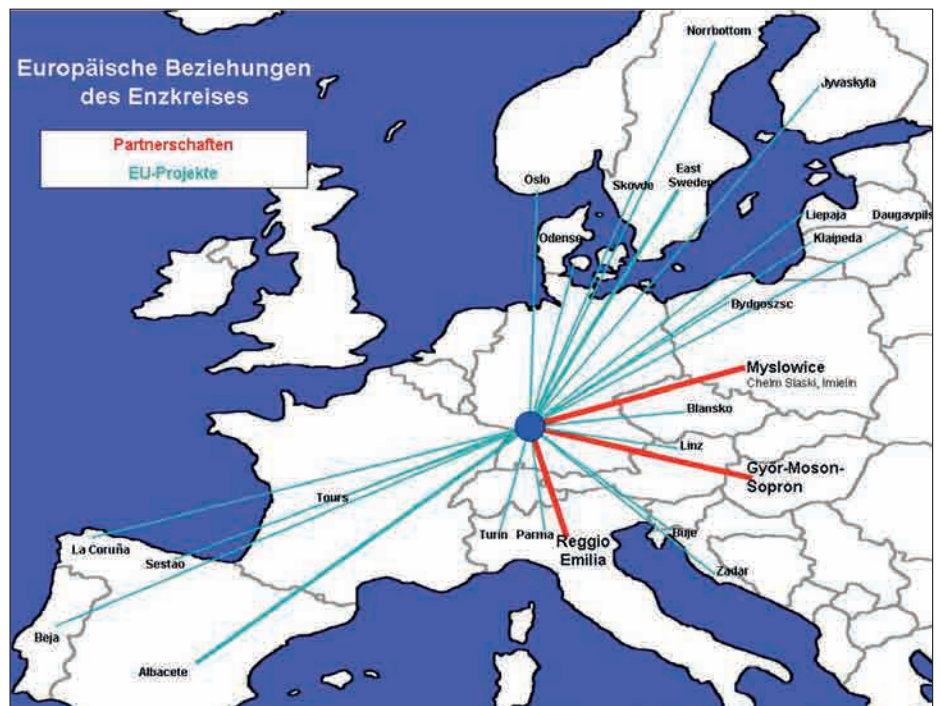 Europäische Beziehungen
des Enzkreises
Partnerschaften
EU-Projekte
Norrbottom
Jyvaskylä
Oslo
Skovde
East
Sweden
Liepaja
Daugavpils
Odense
Klaipeda
Bydgoszsc
Myslowice
Chelm Slaski, Imielin
Blansko
Linz
Györ-Moson-
Sopron
Tours
La Coruña
Sestao
Turin
Parma
Reggio
Emilia
Buje
Zadar
Beja
Albacete